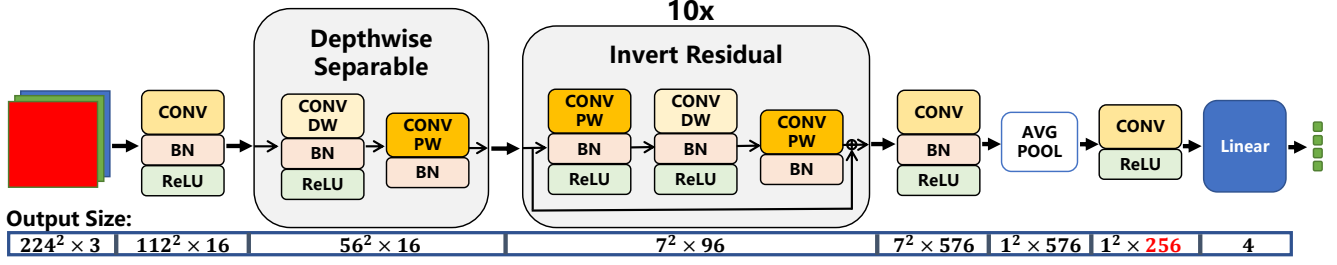 10x
Depthwise
Separable
Invert Residual
CONV
BN
ReLU
CONV
DW
BN
ReLU
CONV
PW
BN
CONV
PW
BN
ReLU
CONV
DW
BN
ReLU
CONV
PW
BN
CONV
BN
ReLU
AVG
POOL
CONV
ReLU
Linear
Output Size:
224² × 3 112² × 16 56² × 16 7² × 96 7² × 576 1² × 576 1² × 256 4